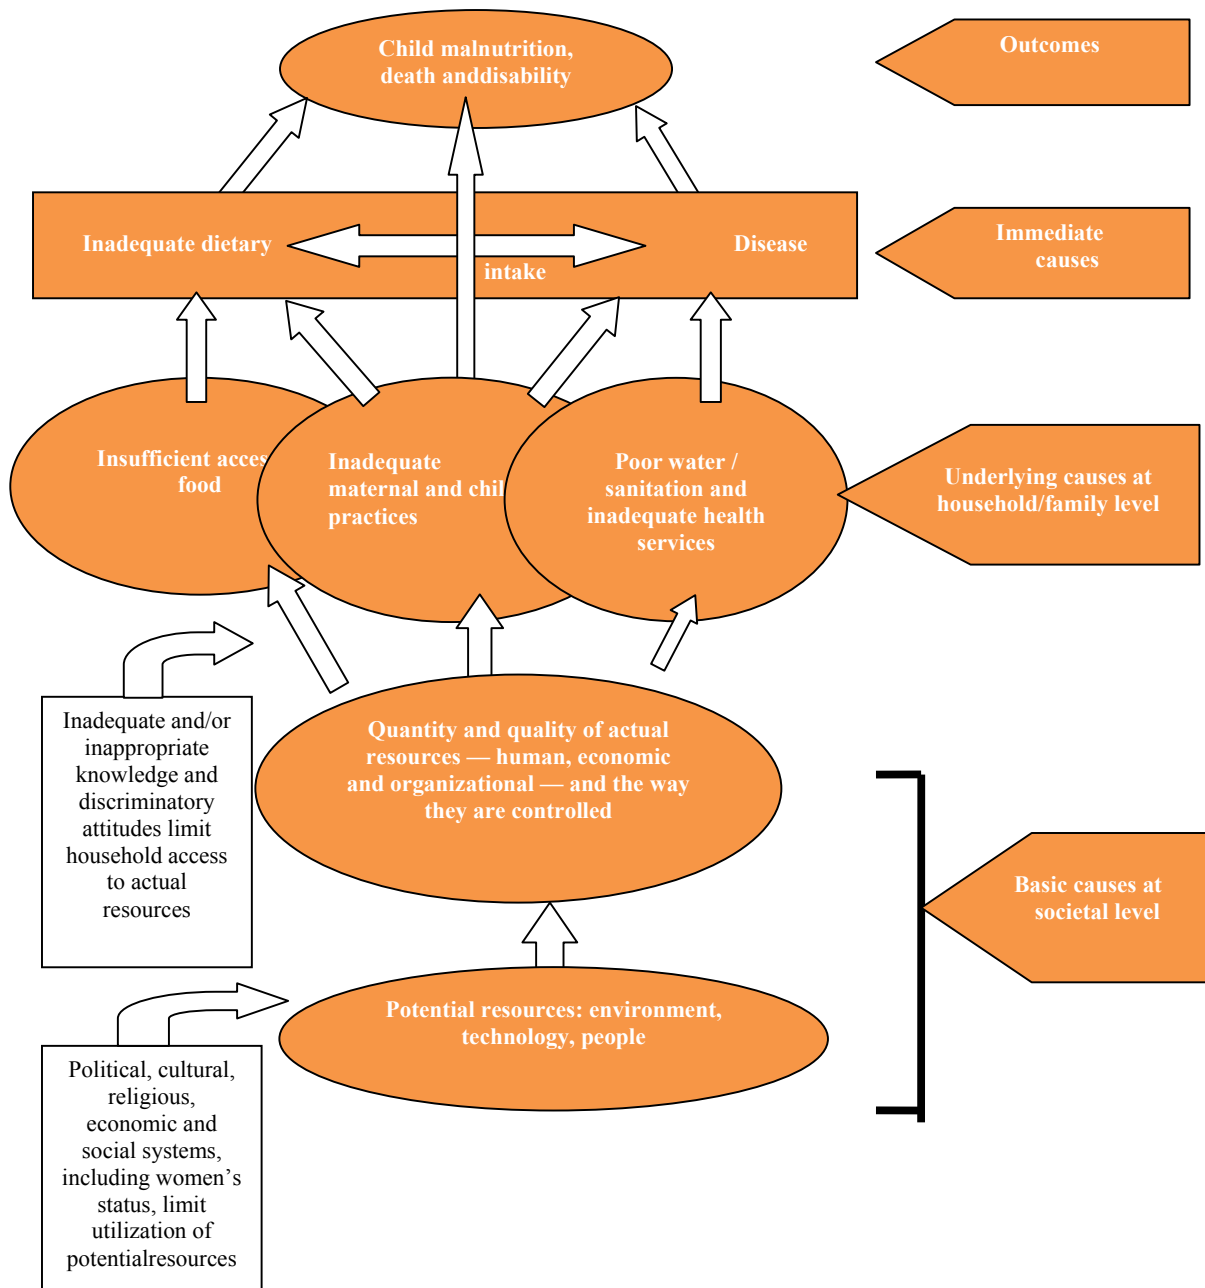 Child malnutrition,
death anddisability
Outcomes
Inadequate dietary
Disease
intake
Immediate
causes
Insufficient acces
food
Inadequate
maternal and chil
practices
Poor water /
sanitation and
inadequate health
services
Underlying causes at
household/family level
Inadequate and/or
inappropriate
knowledge and
discriminatory
attitudes limit
household access
to actual
resources
Quantity and quality of actual
resources — human, economic
and organizational — and the way
they are controlled
Basic causes at
societal level
Potential resources: environment,
technology, people
Political, cultural,
religious,
economic and
social systems,
including women’s
status, limit
utilization of
potentialresources